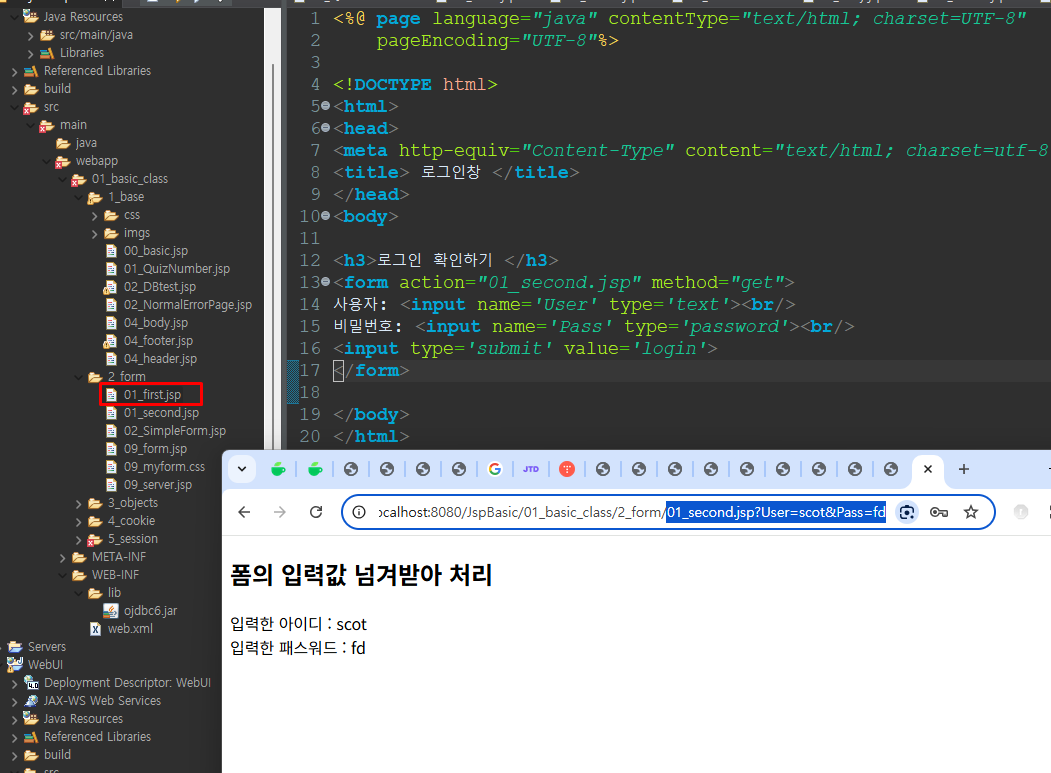 Java Resources
src/main/java
Libraries
Referenced Libraries
build
src
main
java
webapp
01_basic_class
1_base
css
imgs
00_basic.jsp
01_QuizNumber.jsp
02_DBtest.jsp
02_NormalErrorPage.jsp
04_body.jsp
04_footer.jsp
04_header.jsp
2_form
01_first.jsp
01_second.jsp
02_SimpleForm.jsp
09_form.jsp
09_myform.css
09_server.jsp
3_objects
4_cookie
5_session
META-INF
WEB-INF
lib
ojdbc6.jar
web.xml
Servers
WebUI
Deployment Descriptor: WebUI
JAX-WS Web Services
Java Resources
Referenced Libraries
build
src
1 <%@ page language="java" contentType="text/html; charset=UTF-8"
2 pageEncoding="UTF-8"%>
3
4 <!DOCTYPE html>
5 <html>
6 <head>
7 <meta http-equiv="Content-Type" content="text/html; charset=utf-8
8 <title> 로그인창 </title>
9 </head>
10 <body>
11
12 <h3>로그인 확인하기 </h3>
13 <form action="01_second.jsp" method="get">
14 사용자: <input name='User' type='text'><br/>
15 비밀번호: <input name='Pass' type='password'><br/>
16 <input type='submit' value='login'>
17 </form>
18
19 </body>
20 </html>
JTD
ocalhost:8080/JspBasic/01_basic_class/2_form/01_second.jsp?User=scot&Pass=fd
폼의 입력값 넘겨받아 처리
입력한 아이디 : scot
입력한 패스워드 : fd